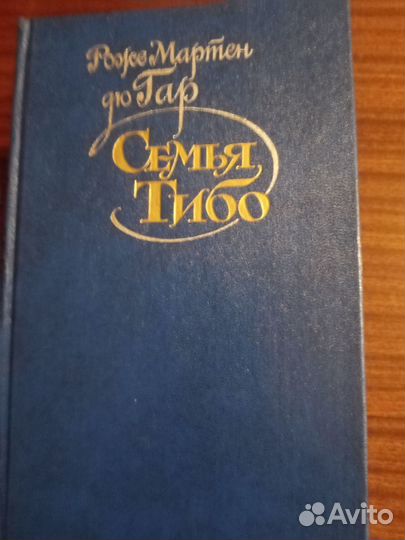 Роже Мартен
дю Гар
Семья
Тибо
Avito